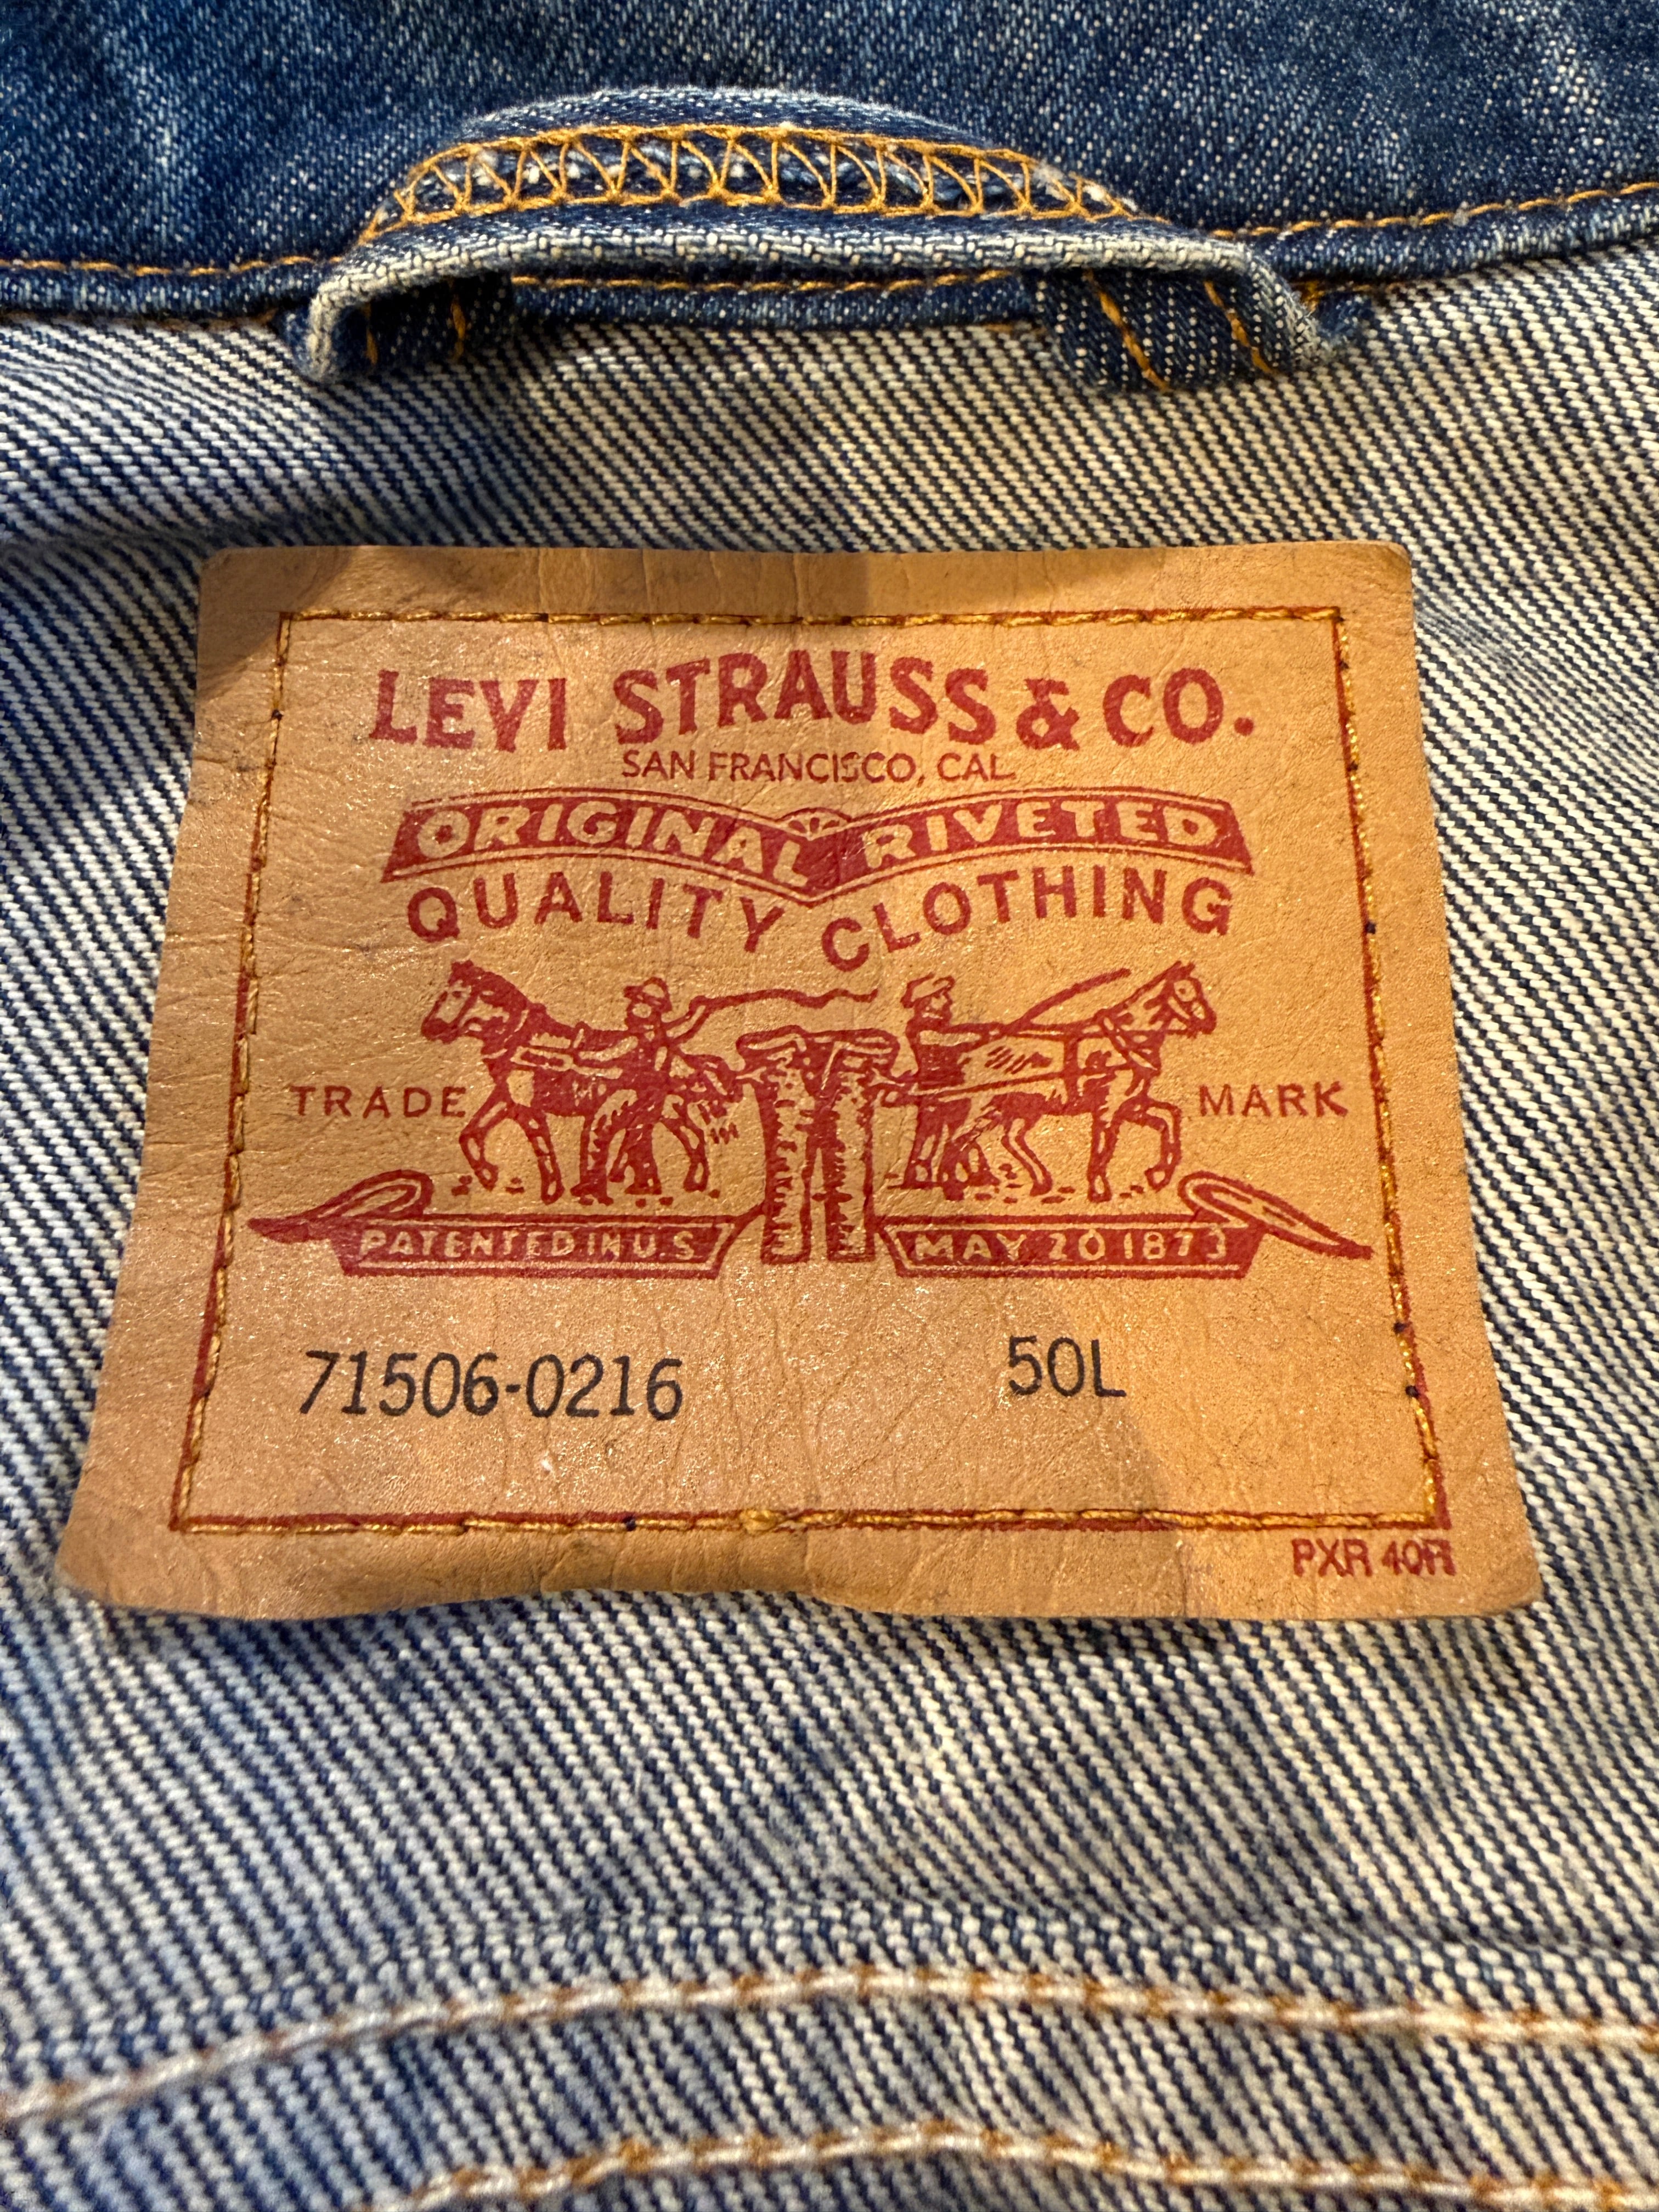 LEVI STRAUSS & CO.
SAN FRANCISCO, CAL.
ORIGINAL RIVETED
QUALITY CLOTHING
TRADE MARK
PATENTED IN U.S MAY 20 1873
71506-0216 50L
PXR 40R